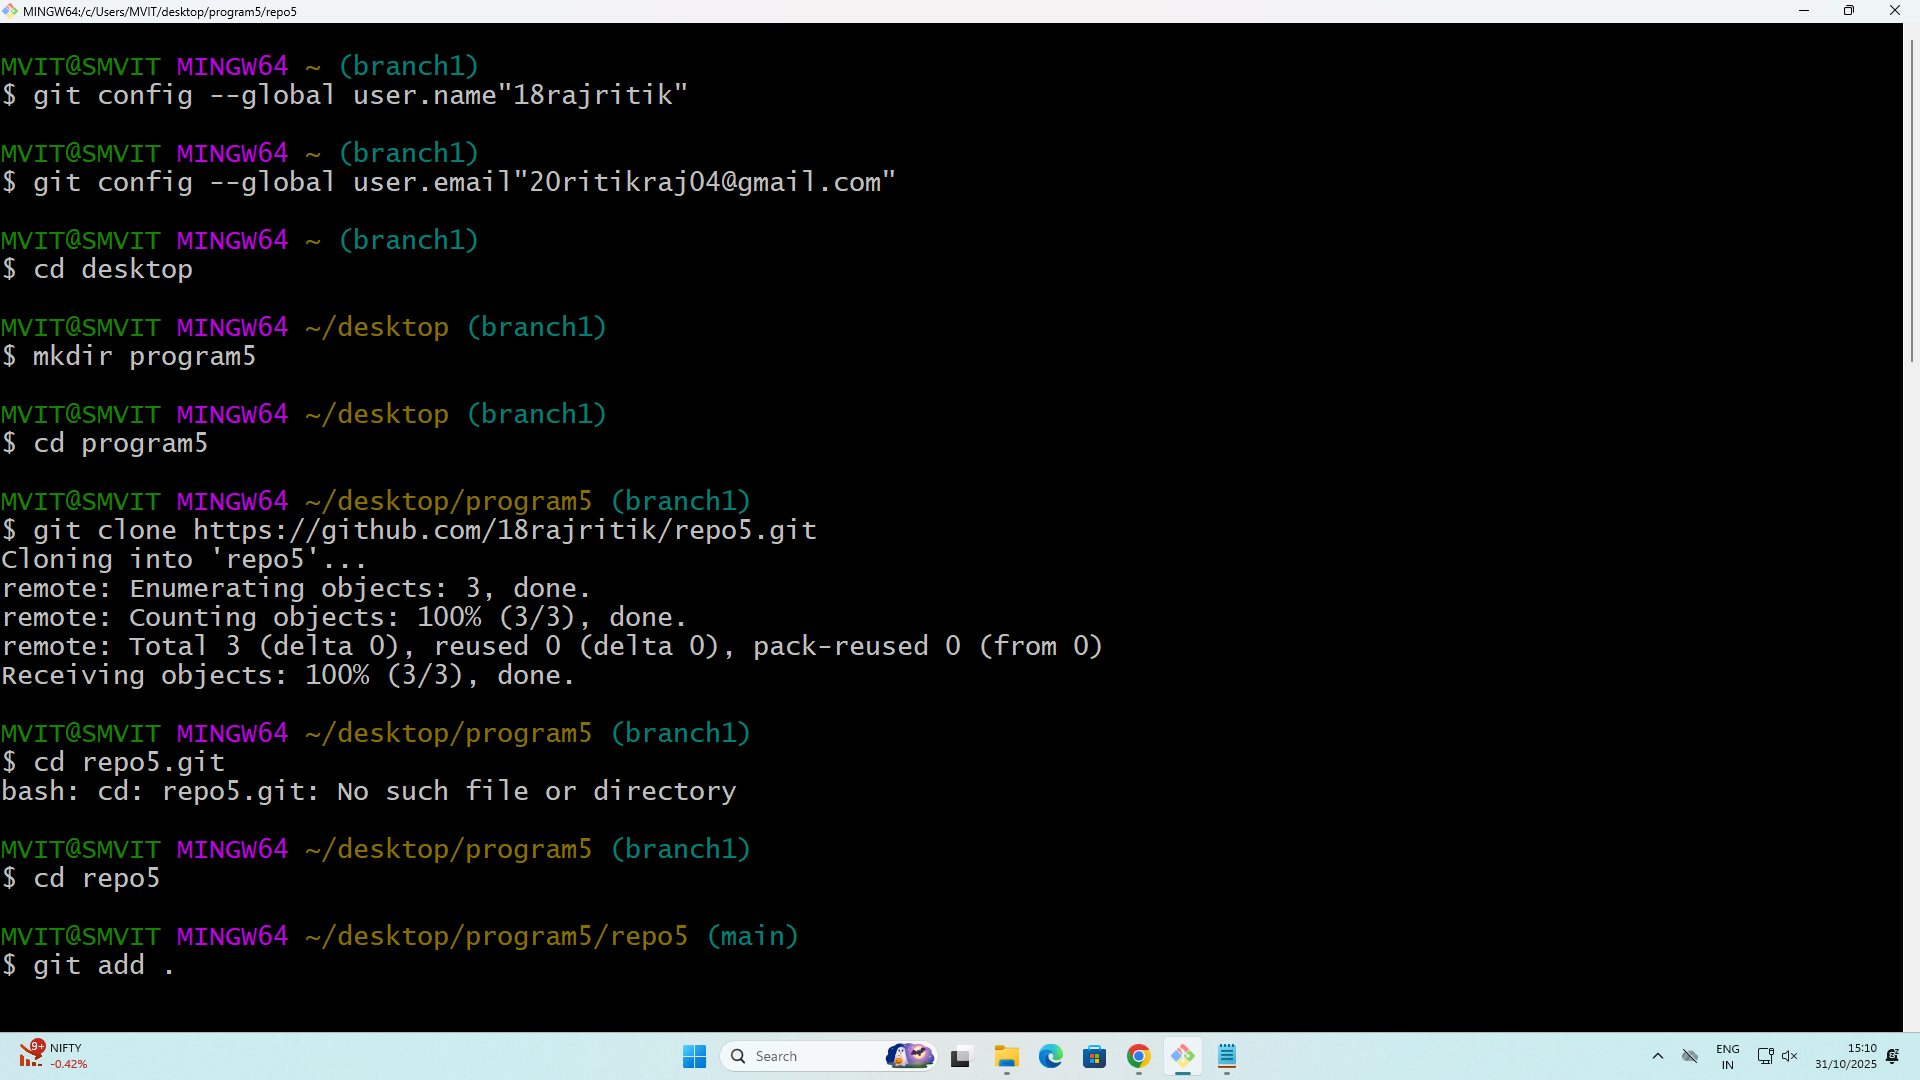 MINGW64:/c/Users/MVIT/desktop/program5/repo5
MVIT@SMVIT MINGW64 ~ (branch1)
$ git config --global user.name"18rajritik"
MVIT@SMVIT MINGW64 ~ (branch1)
$ git config --global user.email"20ritikraj04@gmail.com"
MVIT@SMVIT MINGW64 ~ (branch1)
$ cd desktop
MVIT@SMVIT MINGW64 ~/desktop (branch1)
$ mkdir program5
MVIT@SMVIT MINGW64 ~/desktop (branch1)
$ cd program5
MVIT@SMVIT MINGW64 ~/desktop/program5 (branch1)
$ git clone https://github.com/18rajritik/repo5.git
Cloning into 'repo5'...
remote: Enumerating objects: 3, done.
remote: Counting objects: 100% (3/3), done.
remote: Total 3 (delta 0), reused 0 (delta 0), pack-reused 0 (from 0)
Receiving objects: 100% (3/3), done.
MVIT@SMVIT MINGW64 ~/desktop/program5 (branch1)
$ cd repo5.git
bash: cd: repo5.git: No such file or directory
MVIT@SMVIT MINGW64 ~/desktop/program5 (branch1)
$ cd repo5
MVIT@SMVIT MINGW64 ~/desktop/program5/repo5 (main)
$ git add .
9+
NIFTY
-0.42%
Search
ENG
IN
15:10
31/10/2025